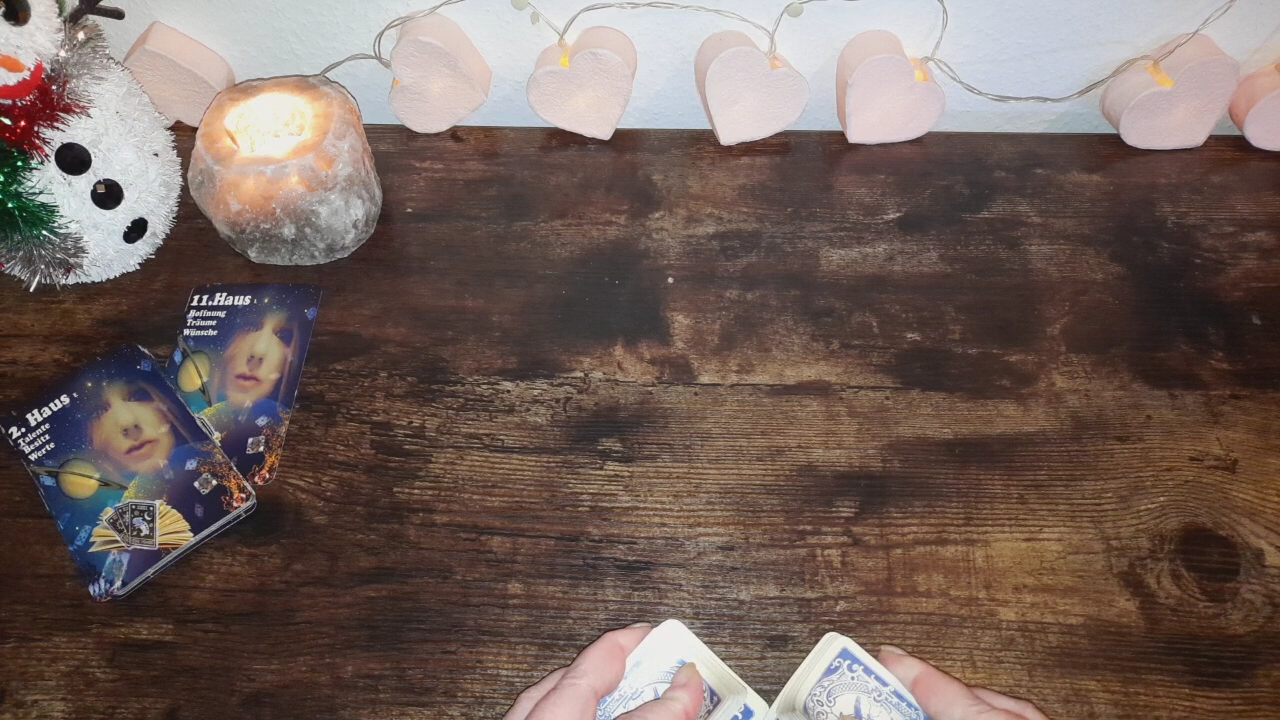 11.Haus
Hoffnung
Träume
Wünsche
2. Haus
Talente
Besitz
Werte